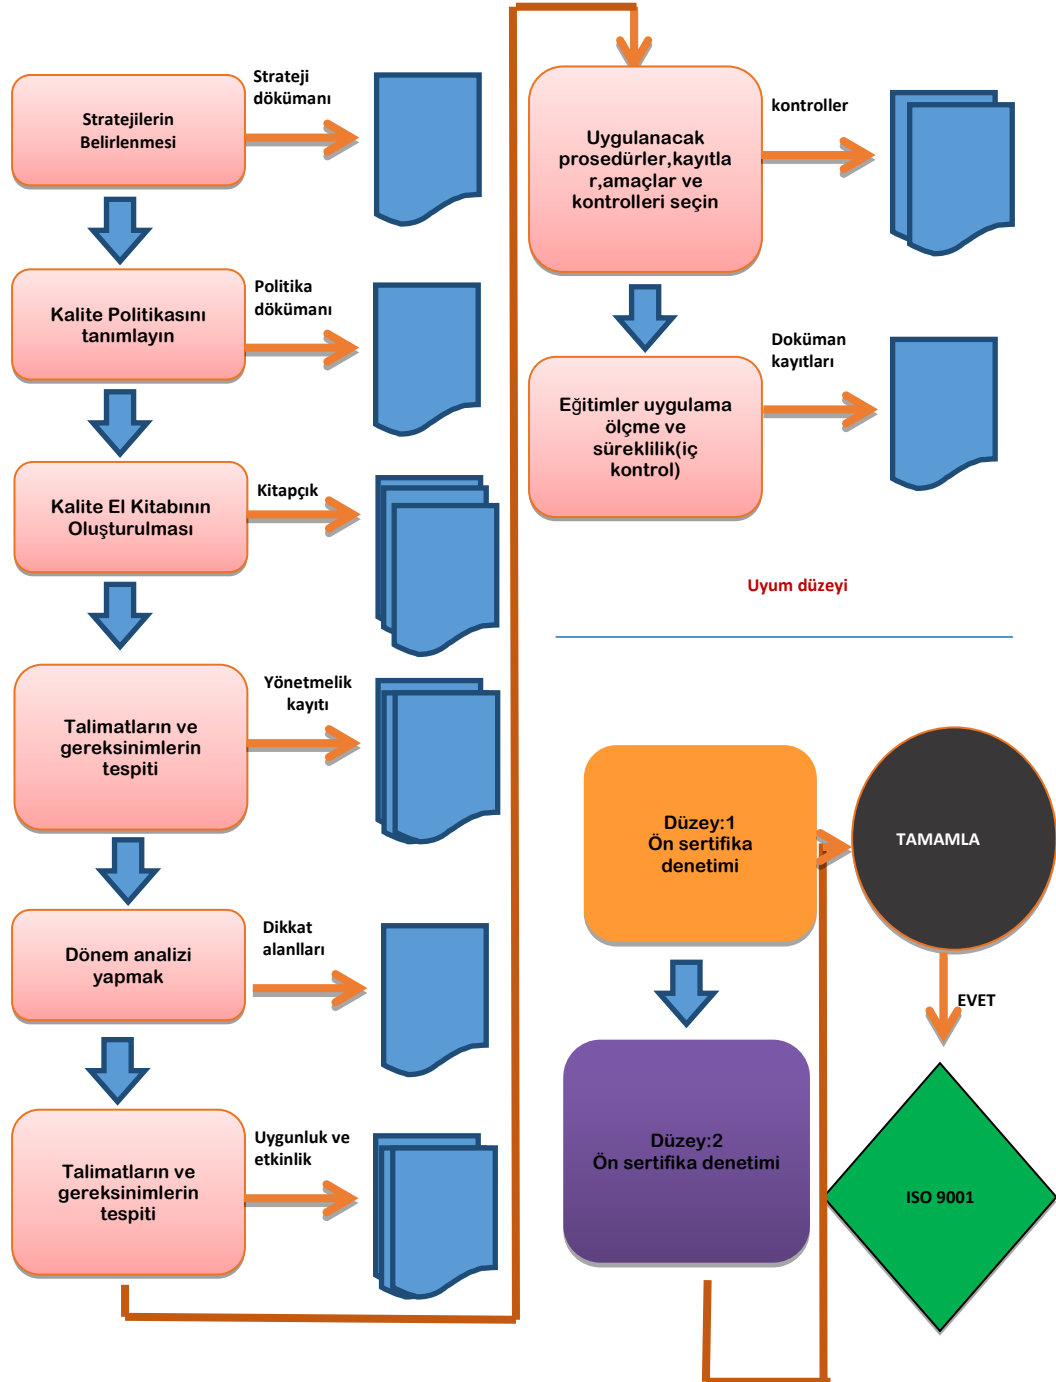 Stratejilerin
Belirlenmesi
Strateji
dökümanı
Kalite Politikasını
tanımlayın
Politika
dökümanı
Kalite El Kitabının
Oluşturulması
Kitapçık
Talimatların ve
gereksinimlerin
tespiti
Yönetmelik
kayıtı
Dönem analizi
yapmak
Dikkat
alanlları
Talimatların ve
gereksinimlerin
tespiti
Uygunluk ve
etkinlik
Uygulanacak
prosedürler,kayıtla
r,amaçlar ve
kontrolleri seçin
kontroller
Eğitimler uygulama
ölçme ve
süreklilik(iç
kontrol)
Doküman
kayıtları
Uyum düzeyi
Düzey:1
Ön sertifika
denetimi
TAMAMLA
EVET
Düzey:2
Ön sertifika denetimi
ISO 9001